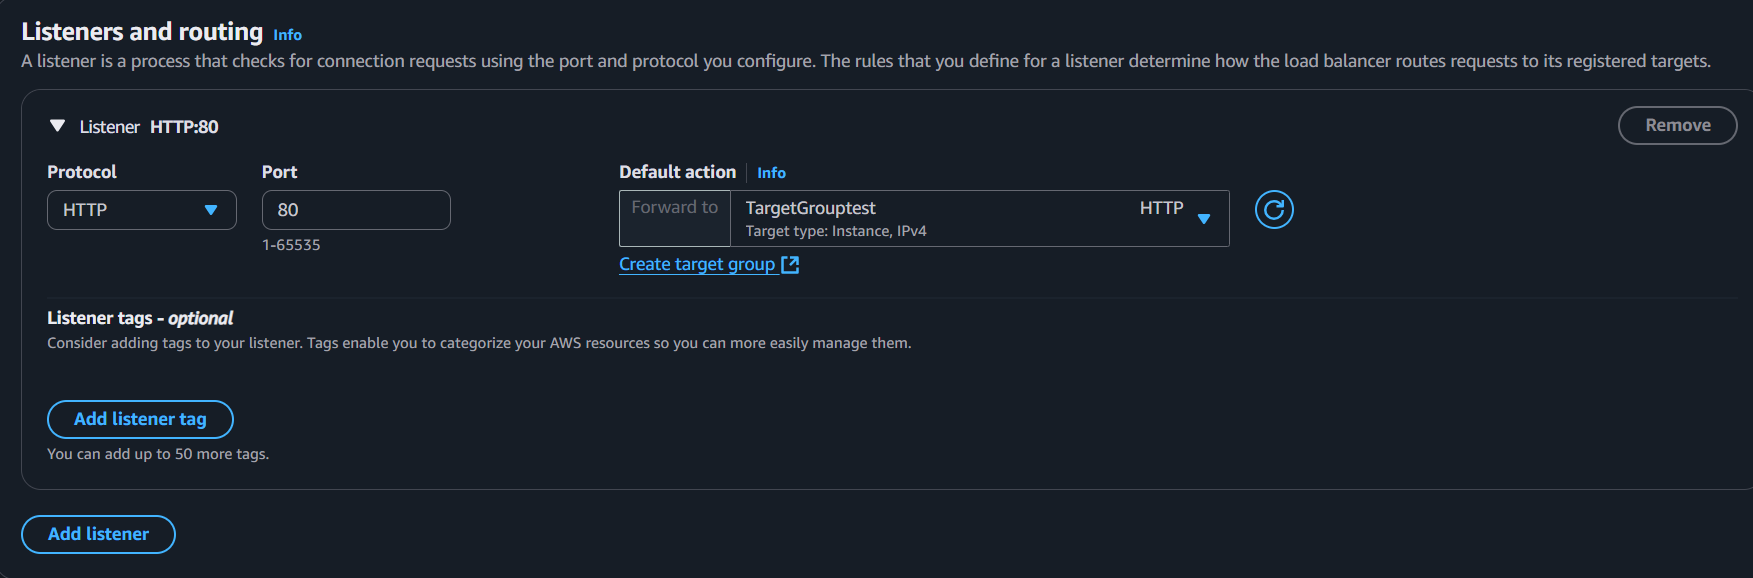 Listeners and routing Info
A listener is a process that checks for connection requests using the port and protocol you configure. The rules that you define for a listener determine how the load balancer routes requests to its registered targets.
Listener HTTP:80
Remove
Protocol
Port
Default action Info
HTTP
80
Forward to
TargetGrouptest
HTTP
Target type: Instance, IPv4
1-65535
Create target group
Listener tags - optional
Consider adding tags to your listener. Tags enable you to categorize your AWS resources so you can more easily manage them.
Add listener tag
You can add up to 50 more tags.
Add listener